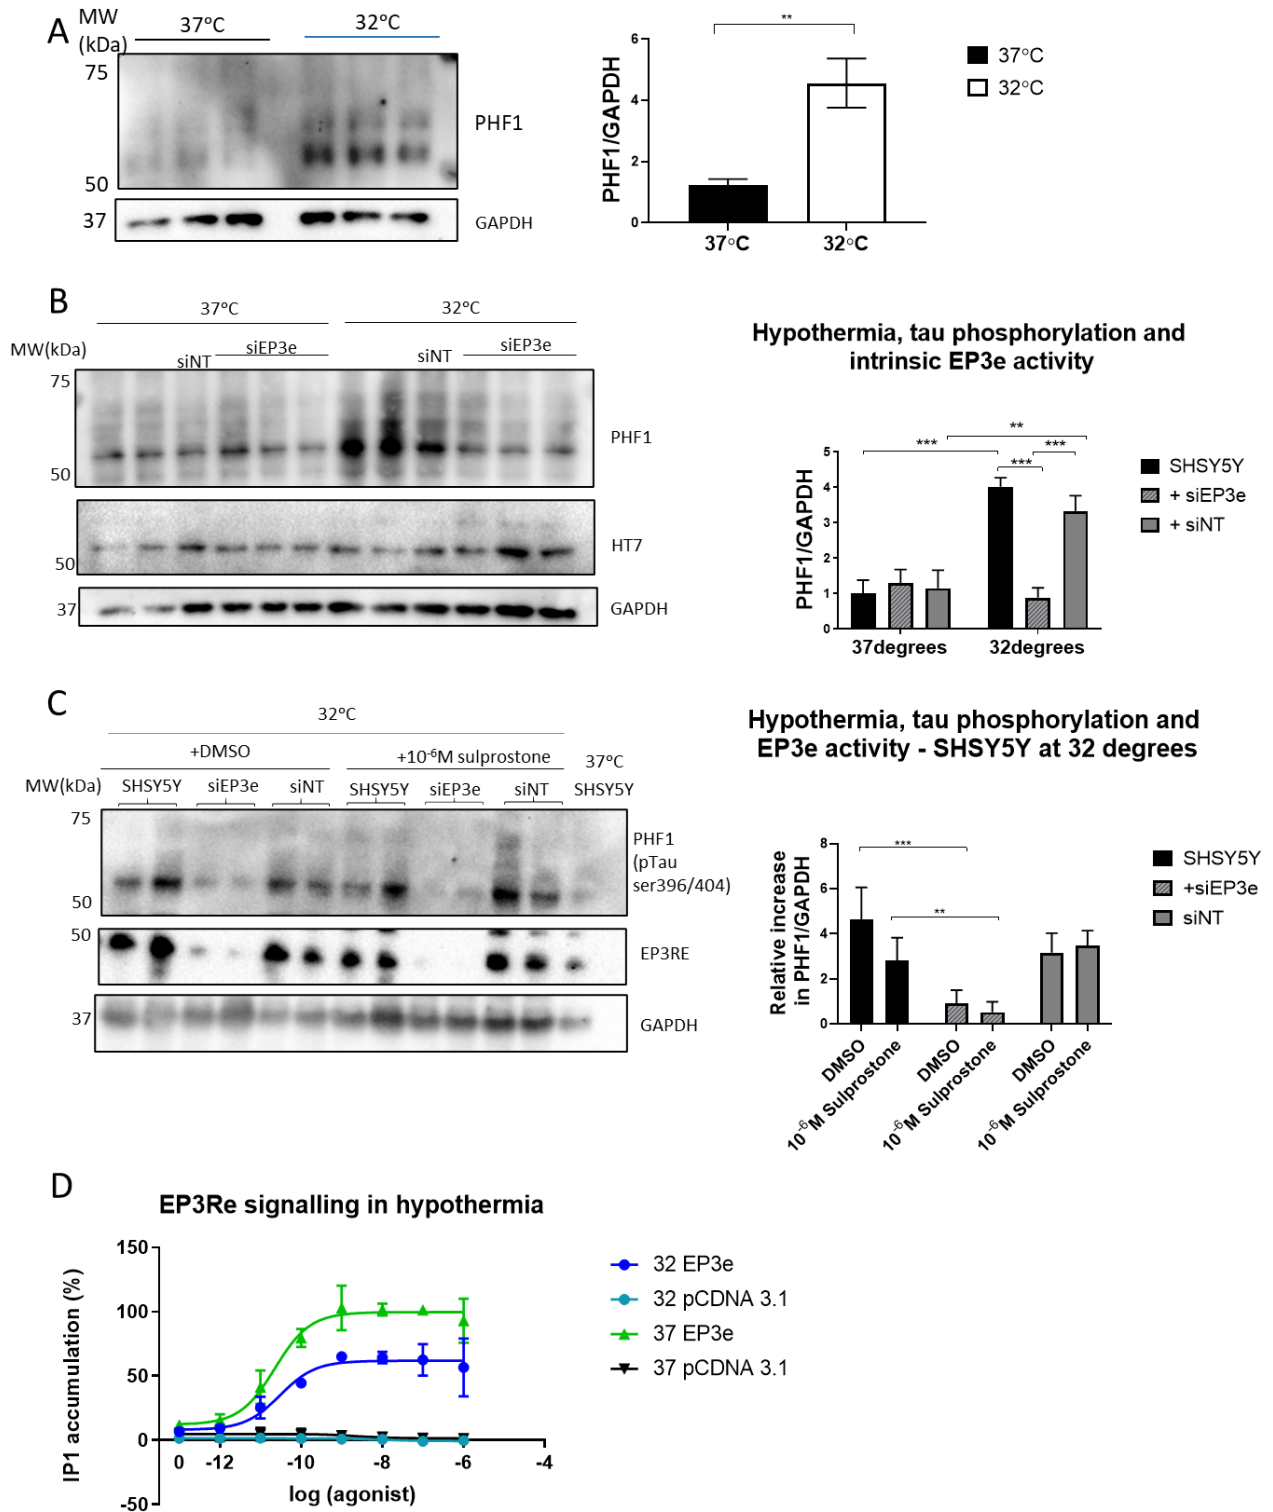 A
MW
(kDa)
37°C
32°C
75
50
37
PHF1
GAPDH
**
PHF1/GAPDH
6
4
2
0
37°C
32°C
37°C
32°C
B
37°C
32°C
MW(kDa)
siNT
siEP3e
siNT
siEP3e
75
50
PHF1
50
HT7
37
GAPDH
Hypothermia, tau phosphorylation and
intrinsic EP3e activity
PHF1/GAPDH
5
4
3
2
1
0
***
**
***
***
37degrees
32degrees
SHSY5Y
+ siEP3e
+ siNT
C
32°C
+DMSO
+10⁻⁶M sulprostone
37°C
MW(kDa)
SHSY5Y
siEP3e
siNT
SHSY5Y
siEP3e
siNT
SHSY5Y
75
50
PHF1
(pTau
ser396/404)
50
EP3RE
37
GAPDH
Hypothermia, tau phosphorylation and
EP3e activity - SHSY5Y at 32 degrees
Relative increase
in PHF1/GAPDH
8
6
4
2
0
***
**
DMSO
10⁻⁶M Sulprostone
DMSO
10⁻⁶M Sulprostone
DMSO
10⁻⁶M Sulprostone
SHSY5Y
+siEP3e
siNT
D
EP3Re signalling in hypothermia
IP1 accumulation (%)
150
100
50
0
-50
0 -12 -10 -8 -6 -4
log (agonist)
32 EP3e
32 pCDNA 3.1
37 EP3e
37 pCDNA 3.1